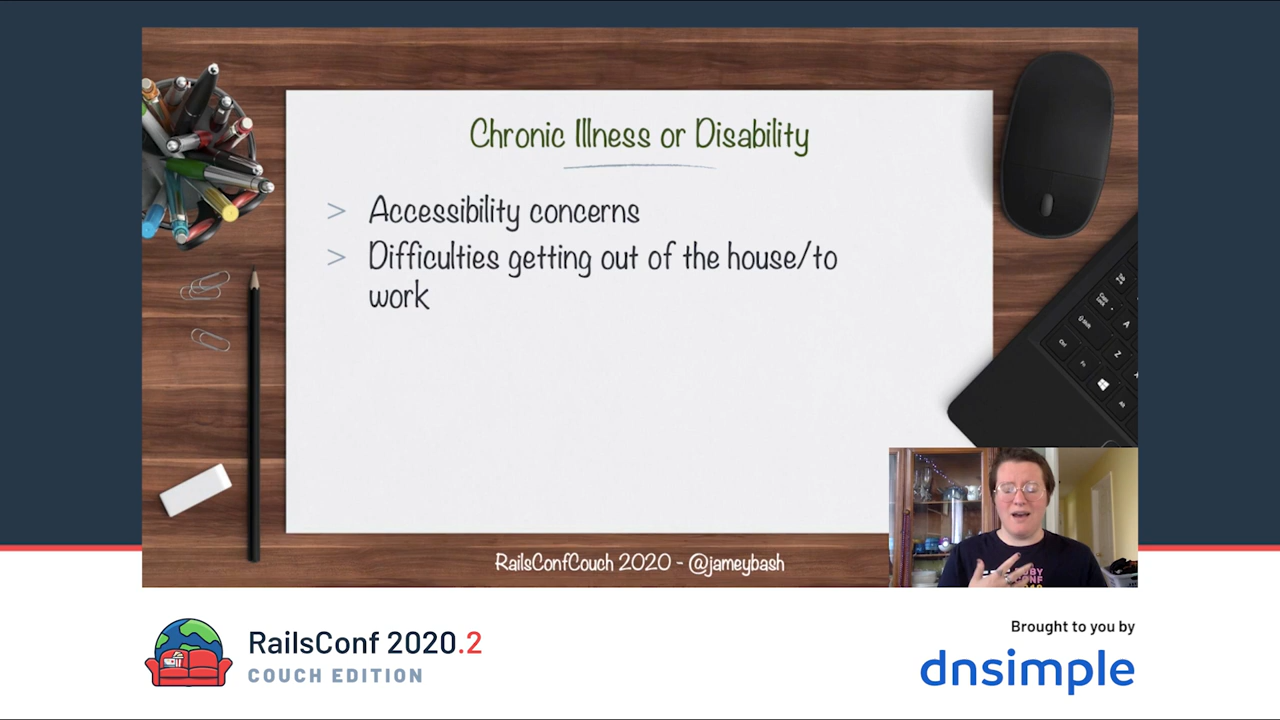 Chronic Illness or Disability
> Accessibility concerns
> Difficulties getting out of the house/to
work
RailsConfCouch 2020 - @jameybash
RailsConf 2020.2
COUCH EDITION
Brought to you by
dnsimple